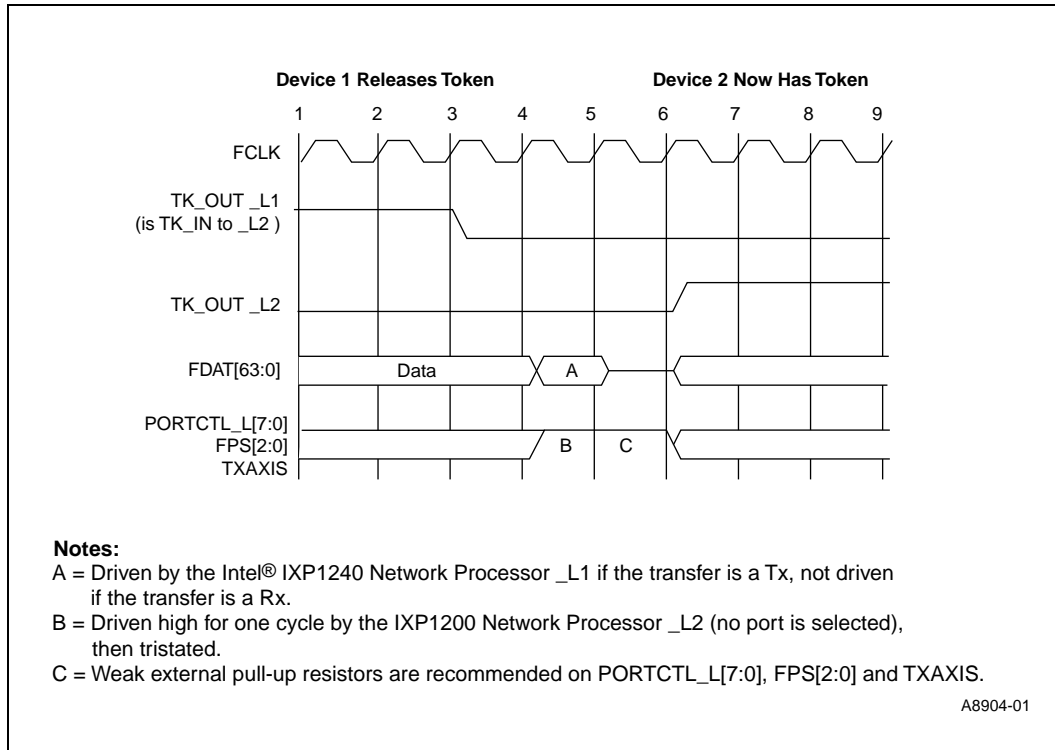 Device 1 Releases Token Device 2 Now Has Token
1 2 3 4 5 6 7 8 9
FCLK
TK_OUT _L1
(is TK_IN to _L2 )
TK_OUT _L2
FDAT[63:0] Data A
PORTCTL_L[7:0]
FPS[2:0] B C
TXAXIS
Notes:
A = Driven by the Intel® IXP1240 Network Processor _L1 if the transfer is a Tx, not driven
if the transfer is a Rx.
B = Driven high for one cycle by the IXP1200 Network Processor _L2 (no port is selected),
then tristated.
C = Weak external pull-up resistors are recommended on PORTCTL_L[7:0], FPS[2:0] and TXAXIS.
A8904-01